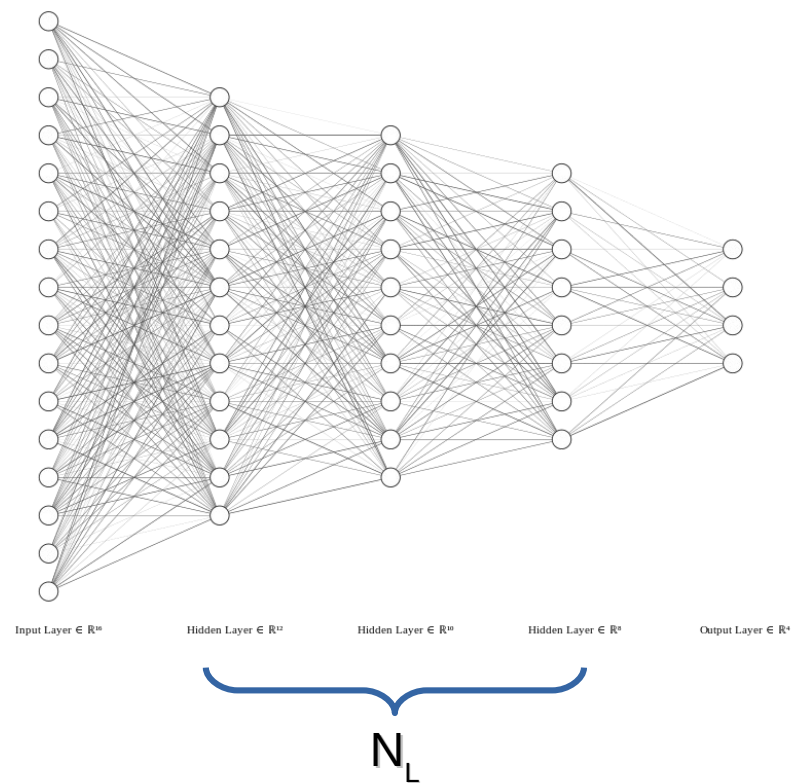 Input Layer ∈ ℝ¹⁶
Hidden Layer ∈ ℝ¹²
Hidden Layer ∈ ℝ¹⁰
Hidden Layer ∈ ℝ⁸
Output Layer ∈ ℝ⁴
N_L